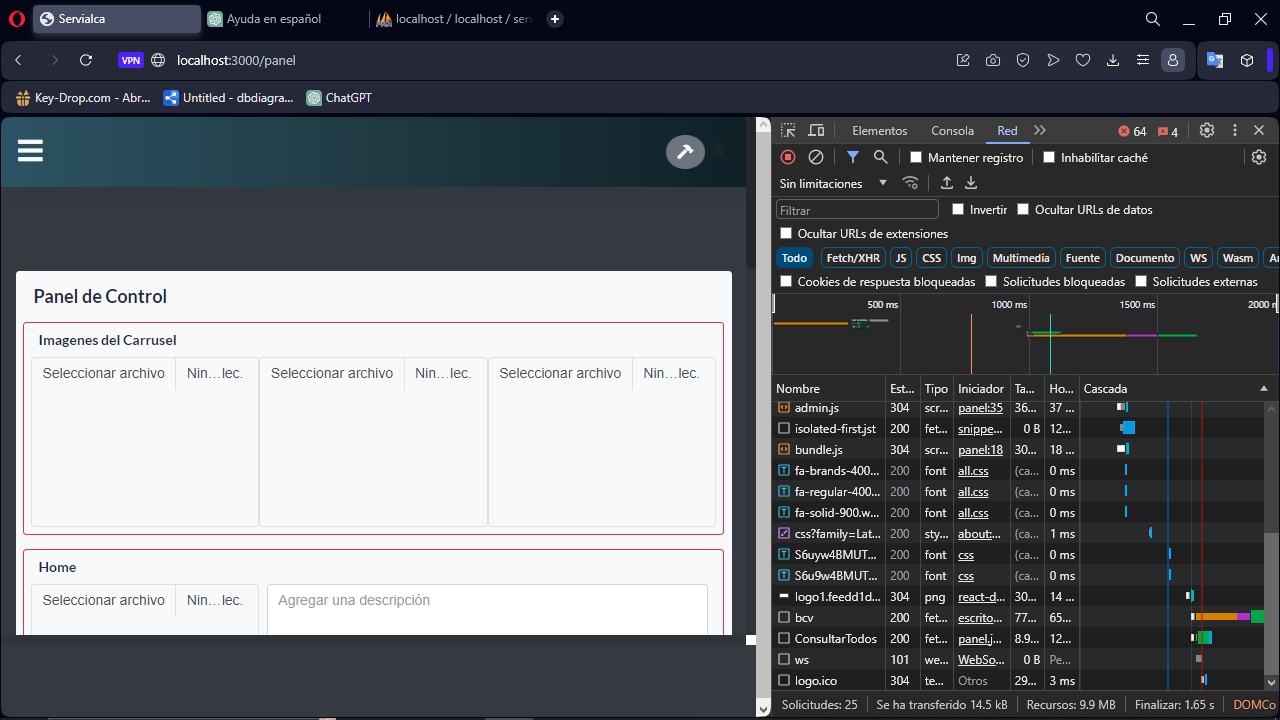 Servialca
Ayuda en español
localhost / localhost / ser
VPN
localhost:3000/panel
Key-Drop.com - Abr...
Untitled - dbdiagra...
ChatGPT
Elementos
Consola
Red
64
4
Mantener registro
Inhabilitar caché
Sin limitaciones
Filtrar
Invertir
Ocultar URLs de datos
Ocultar URLs de extensiones
Todo
Fetch/XHR
JS
CSS
Img
Multimedia
Fuente
Documento
WS
Wasm
Cookies de respuesta bloqueadas
Solicitudes bloqueadas
Solicitudes externas
500 ms
1000 ms
1500 ms
2000 m
Nombre Est... Tipo Iniciador Ta... Ho... Cascada
admin.js 304 scr... panel:35 36... 37 ...
isolated-first.jst 200 fet... snippe... 0 B 12...
bundle.js 304 scr... panel:18 30... 18 ...
fa-brands-400... 200 font all.css (ca... 0 ms
fa-regular-400... 200 font all.css (ca... 0 ms
fa-solid-900.w... 200 font all.css (ca... 0 ms
css?family=Lat... 200 sty... about:... (ca... 1 ms
S6uyw4BMUT... 200 font css (ca... 0 ms
S6u9w4BMUT... 200 font css (ca... 0 ms
logo1.feedd1d... 304 png react-d... 30... 14 ...
bcv 200 fet... escrito... 77... 65...
ConsultarTodos 200 fet... panel.j... 8.9... 12...
ws 101 we... WebSo... 0 B Pe...
logo.ico 304 te... Otros 29... 3 ms
Solicitudes: 25
Se ha transferido 14.5 kB
Recursos: 9.9 MB
Finalizar: 1.65 s
DOMCo
Panel de Control
Imagenes del Carrusel
Seleccionar archivo Nin...lec.
Seleccionar archivo Nin...lec.
Seleccionar archivo Nin...lec.
Home
Seleccionar archivo Nin...lec.
Agregar una descripción